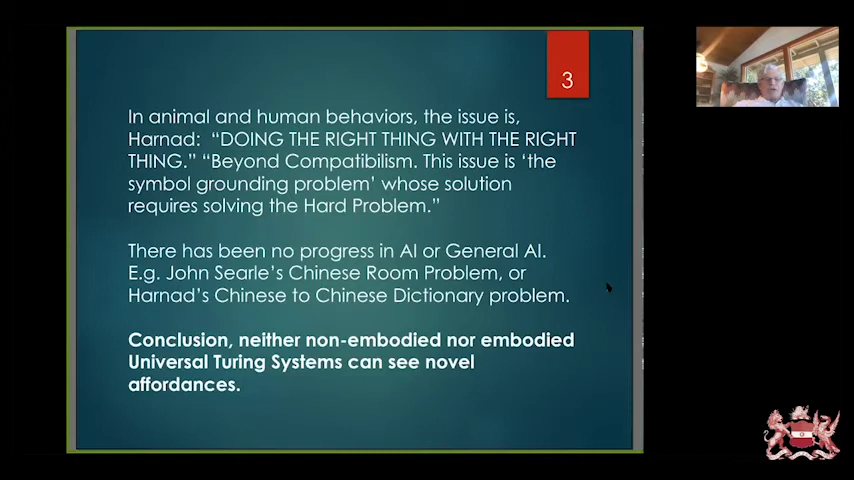 3
In animal and human behaviors, the issue is,
Harnad: “DOING THE RIGHT THING WITH THE RIGHT
THING.” “Beyond Compatibilism. This issue is ‘the
symbol grounding problem’ whose solution
requires solving the Hard Problem.”
There has been no progress in AI or General AI.
E.g. John Searle’s Chinese Room Problem, or
Harnad’s Chinese to Chinese Dictionary problem.
Conclusion, neither non-embodied nor embodied
Universal Turing Systems can see novel
affordances.